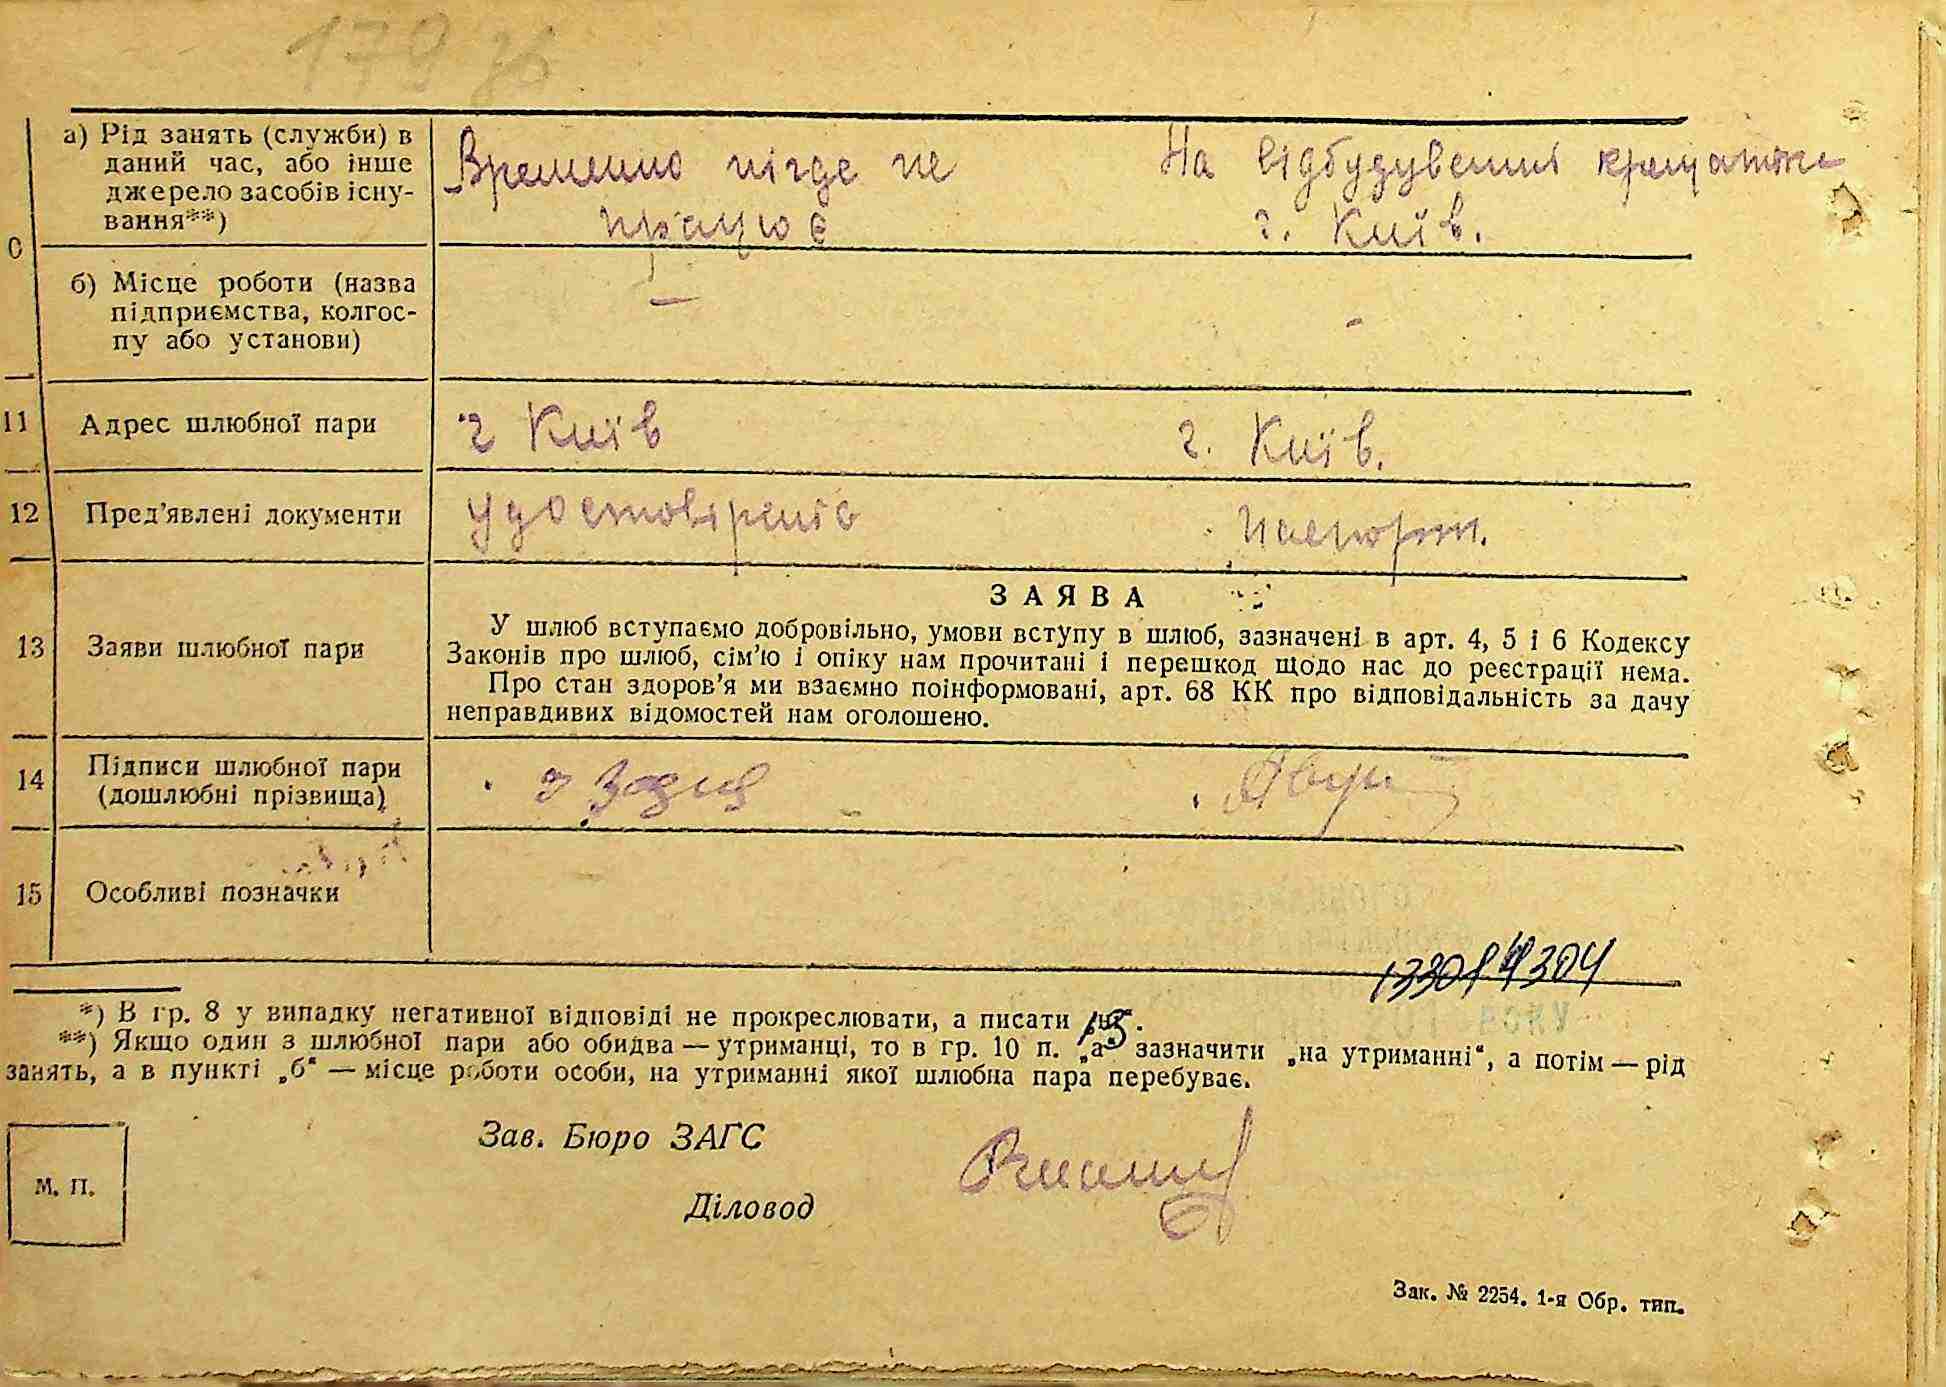 179 зб
а) Рід занять (служби) в
даний час, або інше
джерело засобів існу-
вання**)
Временно нігде не
працює
На відбудування
г. Київ.
0
б) Місце роботи (назва
підприємства, колгос-
пу або установи)
—
-
11 Адрес шлюбної пари
г Київ
г. Київ.
12 Пред'явлені документи
удостовіреніе
паспорт.
13 Заяви шлюбної пари
ЗАЯВА
У шлюб вступаємо добровільно, умови вступу в шлюб, зазначені в арт. 4, 5 і 6 Кодексу
Законів про шлюб, сім'ю і опіку нам прочитані і перешкод щодо нас до реєстрації нема.
Про стан здоров'я ми взаємно поінформовані, арт. 68 КК про відповідальність за дачу
неправдивих відомостей нам оголошено.
14 Підписи шлюбної пари
(дошлюбні прізвища)
15 Особливі позначки
*) В гр. 8 у випадку негативної відповіді не прокреслювати, а писати
**) Якщо один з шлюбної пари або обидва — утриманці, то в гр. 10 п. „а“ зазначити „на утриманні“, а потім — рід
занять, а в пункті „б“ — місце роботи особи, на утриманні якої шлюбна пара перебуває.
Зав. Бюро ЗАГС
М. П.
Діловод
Зак. № 2254. 1-я Обр. тип.